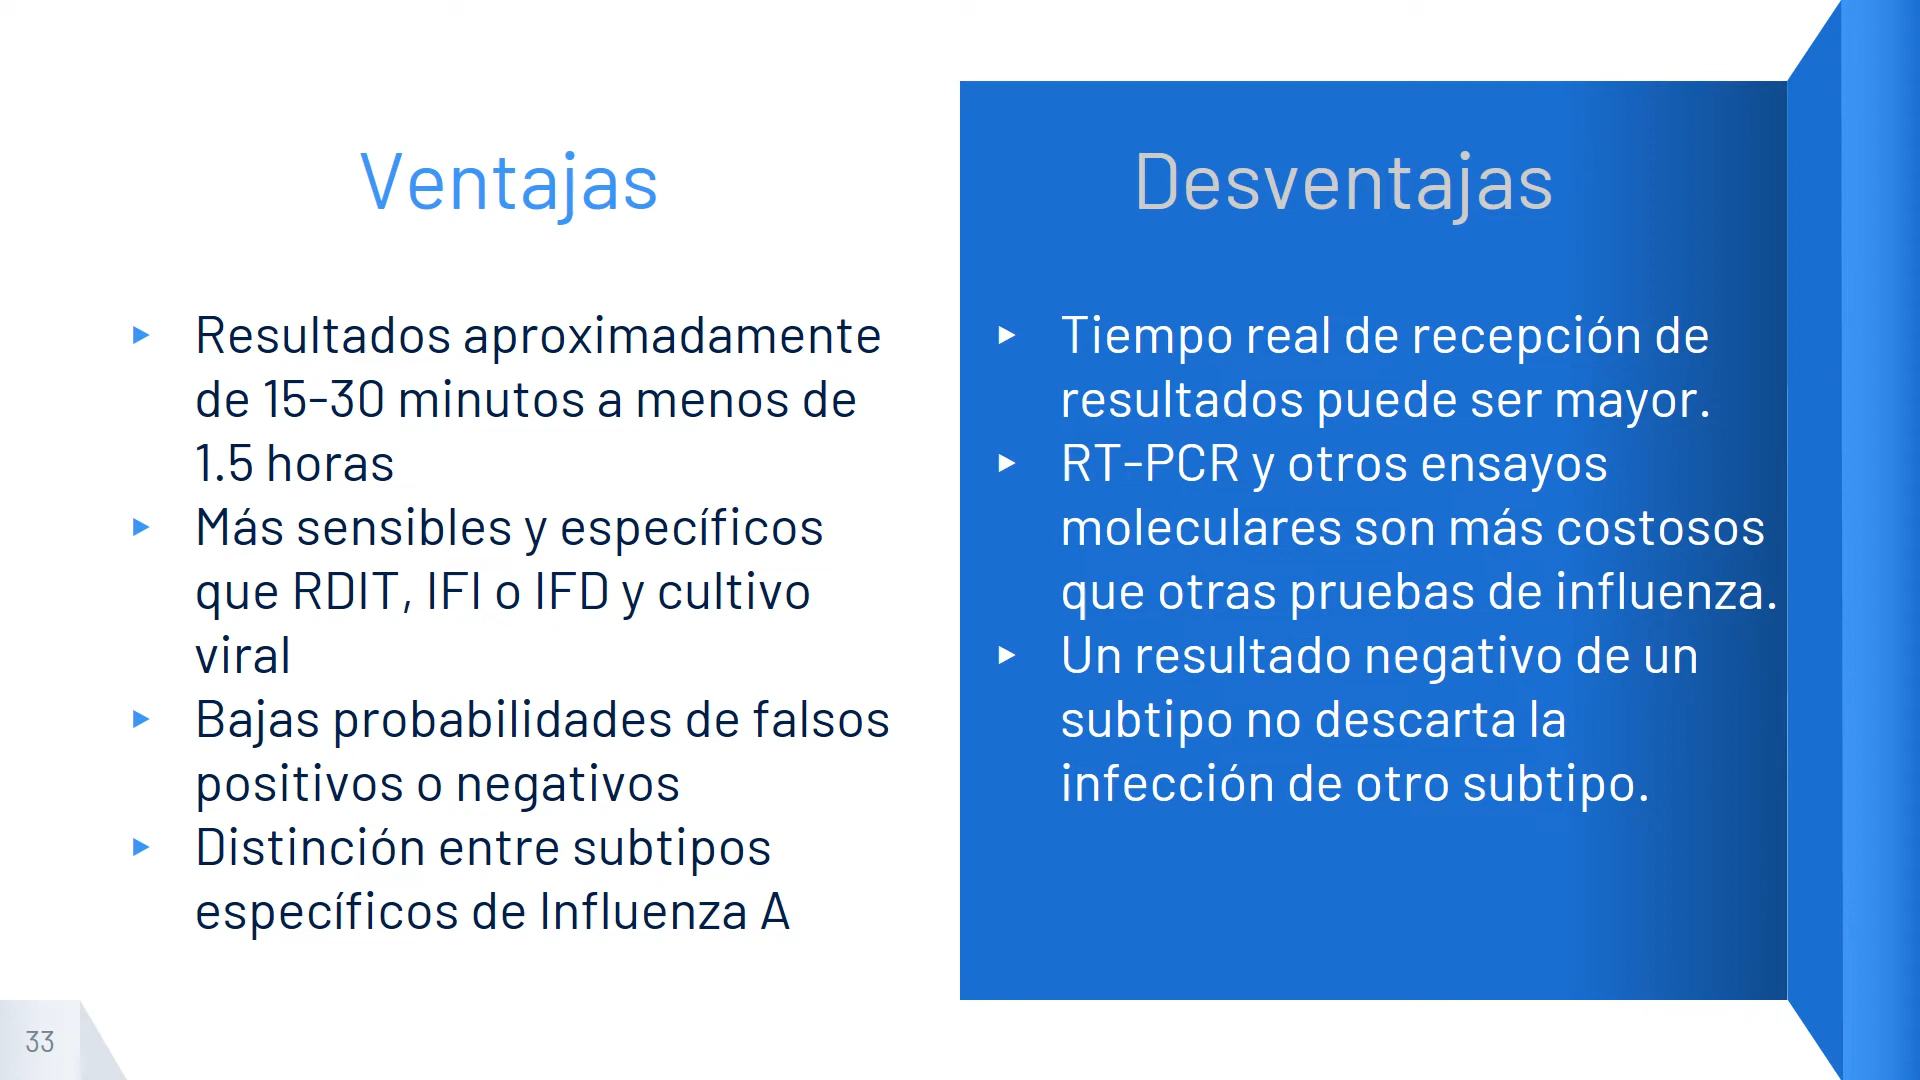 Ventajas
Resultados aproximadamente
de 15-30 minutos a menos de
1.5 horas
Más sensibles y específicos
que RDIT, IFI o IFD y cultivo
viral
Bajas probabilidades de falsos
positivos o negativos
Distinción entre subtipos
específicos de Influenza A
Desventajas
Tiempo real de recepción de
resultados puede ser mayor.
RT-PCR y otros ensayos
moleculares son más costosos
que otras pruebas de influenza.
Un resultado negativo de un
subtipo no descarta la
infección de otro subtipo.
33